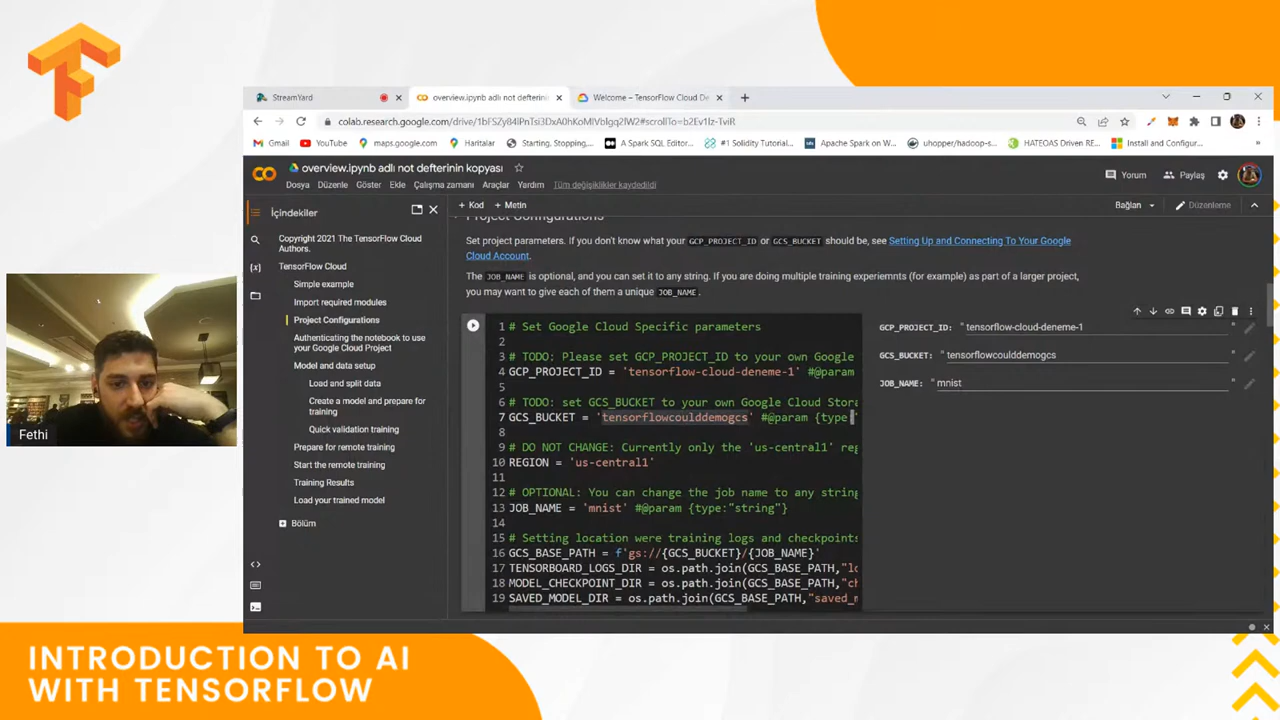 StreamYard
overview.ipynb adlı not defterinin
Welcome – TensorFlow Cloud De
colab.research.google.com/drive/1bFSZy84lPnTsi3DxA0hKoMlVblgq2lW2#scrollTo=b2Ev1lz-TviR
Gmail
YouTube
maps.google.com
Haritalar
Starting. Stopping,...
A Spark SQL Editor...
#1 Solidity Tutorial...
Apache Spark on W...
uhopper/hadoop-s...
HATEOAS Driven RE...
Install and Configur...
overview.ipynb adlı not defterinin kopyası
Dosya Düzenle Göster Ekle Çalışma zamanı Araçlar Yardım Tüm değişiklikler kaydedildi
Yorum
Paylaş
İçindekiler
Copyright 2021 The TensorFlow Cloud
Authors.
TensorFlow Cloud
Simple example
Import required modules
Project Configurations
Authenticating the notebook to use
your Google Cloud Project
Model and data setup
Load and split data
Create a model and prepare for
training
Quick validation training
Prepare for remote training
Start the remote training
Training Results
Load your trained model
Bölüm
+ Kod + Metin
Bağlan
Düzenleme
Project Configurations
Set project parameters. If you don't know what your GCP_PROJECT_ID or GCS_BUCKET should be, see Setting Up and Connecting To Your Google
Cloud Account.
The JOB_NAME is optional, and you can set it to any string. If you are doing multiple training experiemnts (for example) as part of a larger project,
you may want to give each of them a unique JOB_NAME.
1 # Set Google Cloud Specific parameters
2
3 # TODO: Please set GCP_PROJECT_ID to your own Google
4 GCP_PROJECT_ID = 'tensorflow-cloud-deneme-1' #@param
5
6 # TODO: set GCS_BUCKET to your own Google Cloud Stora
7 GCS_BUCKET = 'tensorflowcoulddemogcs' #@param {type:"
8
9 # DO NOT CHANGE: Currently only the 'us-central1' reg
10 REGION = 'us-central1'
11
12 # OPTIONAL: You can change the job name to any string
13 JOB_NAME = 'mnist' #@param {type:"string"}
14
15 # Setting location were training logs and checkpoints
16 GCS_BASE_PATH = f'gs://{GCS_BUCKET}/{JOB_NAME}'
17 TENSORBOARD_LOGS_DIR = os.path.join(GCS_BASE_PATH,"lo
18 MODEL_CHECKPOINT_DIR = os.path.join(GCS_BASE_PATH,"ch
19 SAVED_MODEL_DIR = os.path.join(GCS_BASE_PATH,"saved_m
GCP_PROJECT_ID: "tensorflow-cloud-deneme-1
GCS_BUCKET: "tensorflowcoulddemogcs
JOB_NAME: "mnist
Fethi
INTRODUCTION TO AI
WITH TENSORFLOW